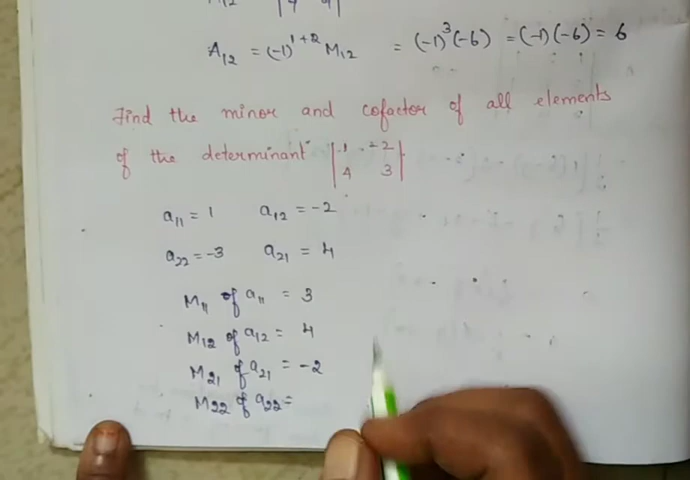 A₁₂ = (-1)¹⁺² M₁₂ = (-1)³ (-6) = (-1)(-6) = 6
Find the minor and cofactor of all elements
of the determinant | 1 -2 |
| 4 3 |
a₁₁ = 1 a₁₂ = -2
a₂₂ = -3 a₂₁ = 4
M₁₁ of a₁₁ = 3
M₁₂ of a₁₂ = 4
M₂₁ of a₂₁ = -2
M₂₂ of a₂₂ =